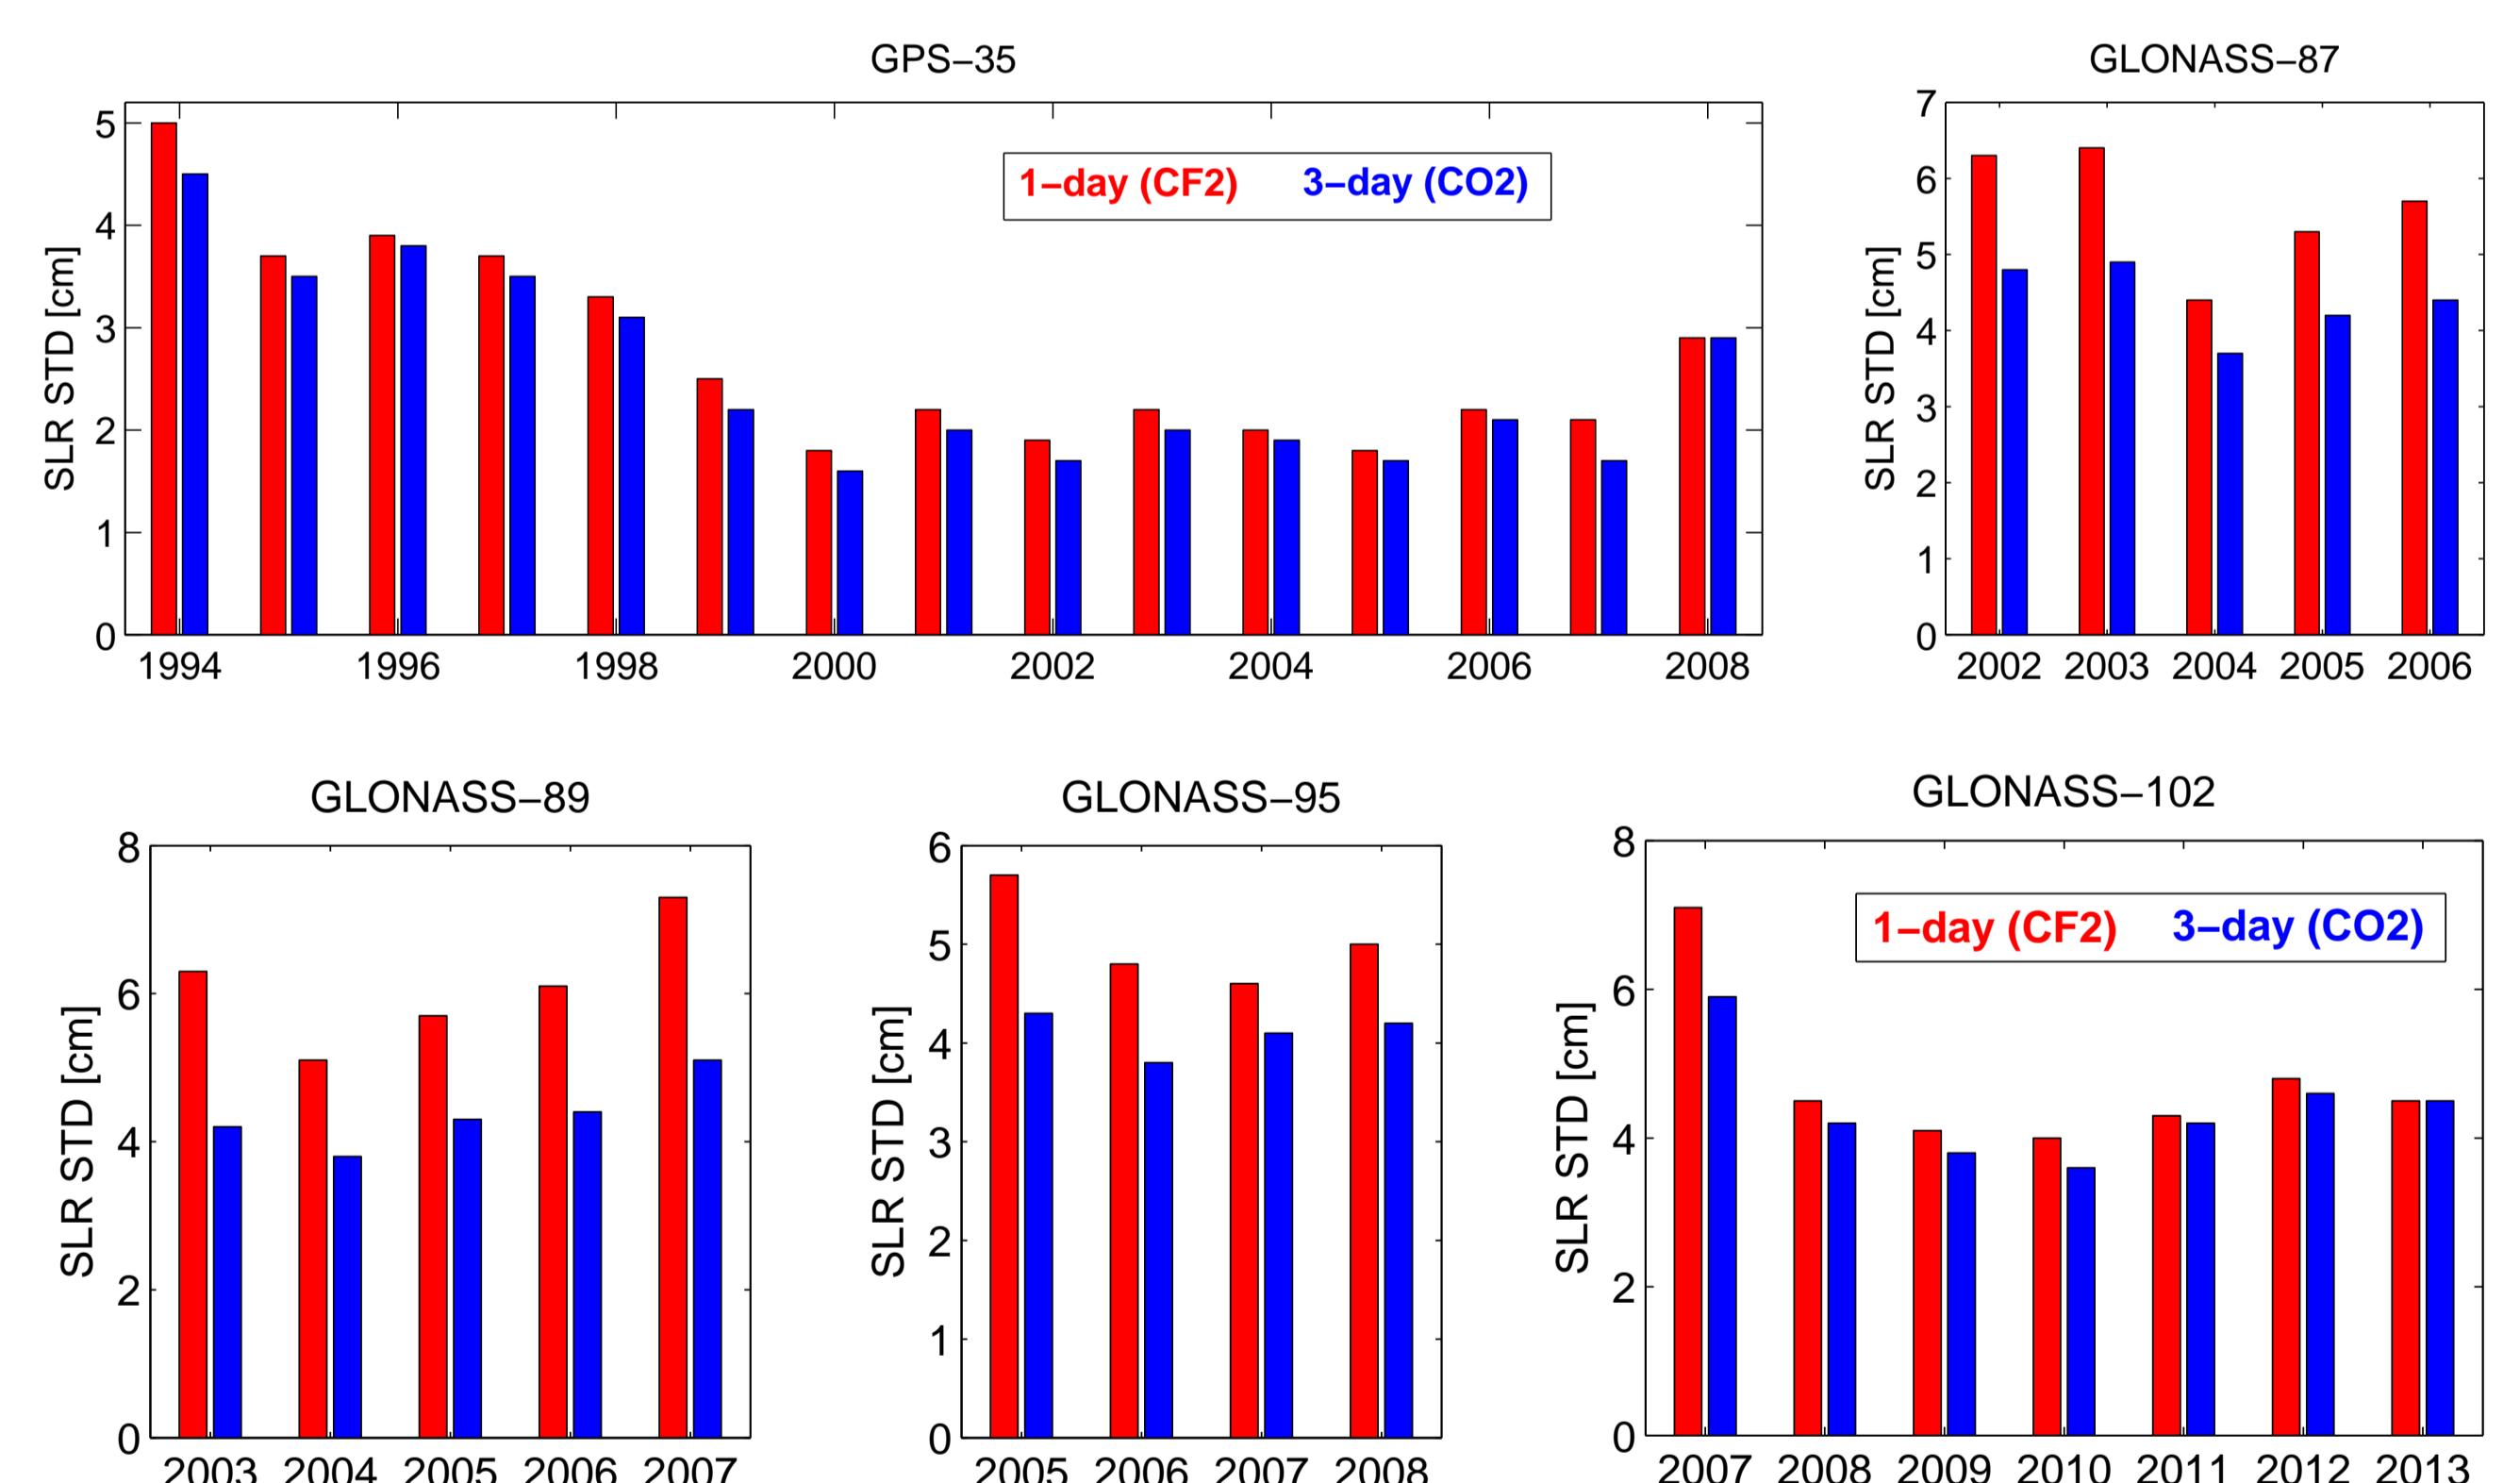 GPS–35
5
4
3
2
1
0
SLR STD [cm]
1–day (CF2) 3–day (CO2)
1994 1996 1998 2000 2002 2004 2006 2008
GLONASS–87
7
6
5
4
3
2
1
0
SLR STD [cm]
2002 2003 2004 2005 2006
GLONASS–89
8
6
4
2
0
SLR STD [cm]
2003 2004 2005 2006 2007
GLONASS–95
6
5
4
3
2
1
0
SLR STD [cm]
2005 2006 2007 2008
GLONASS–102
8
6
4
2
0
SLR STD [cm]
1–day (CF2) 3–day (CO2)
2007 2008 2009 2010 2011 2012 2013